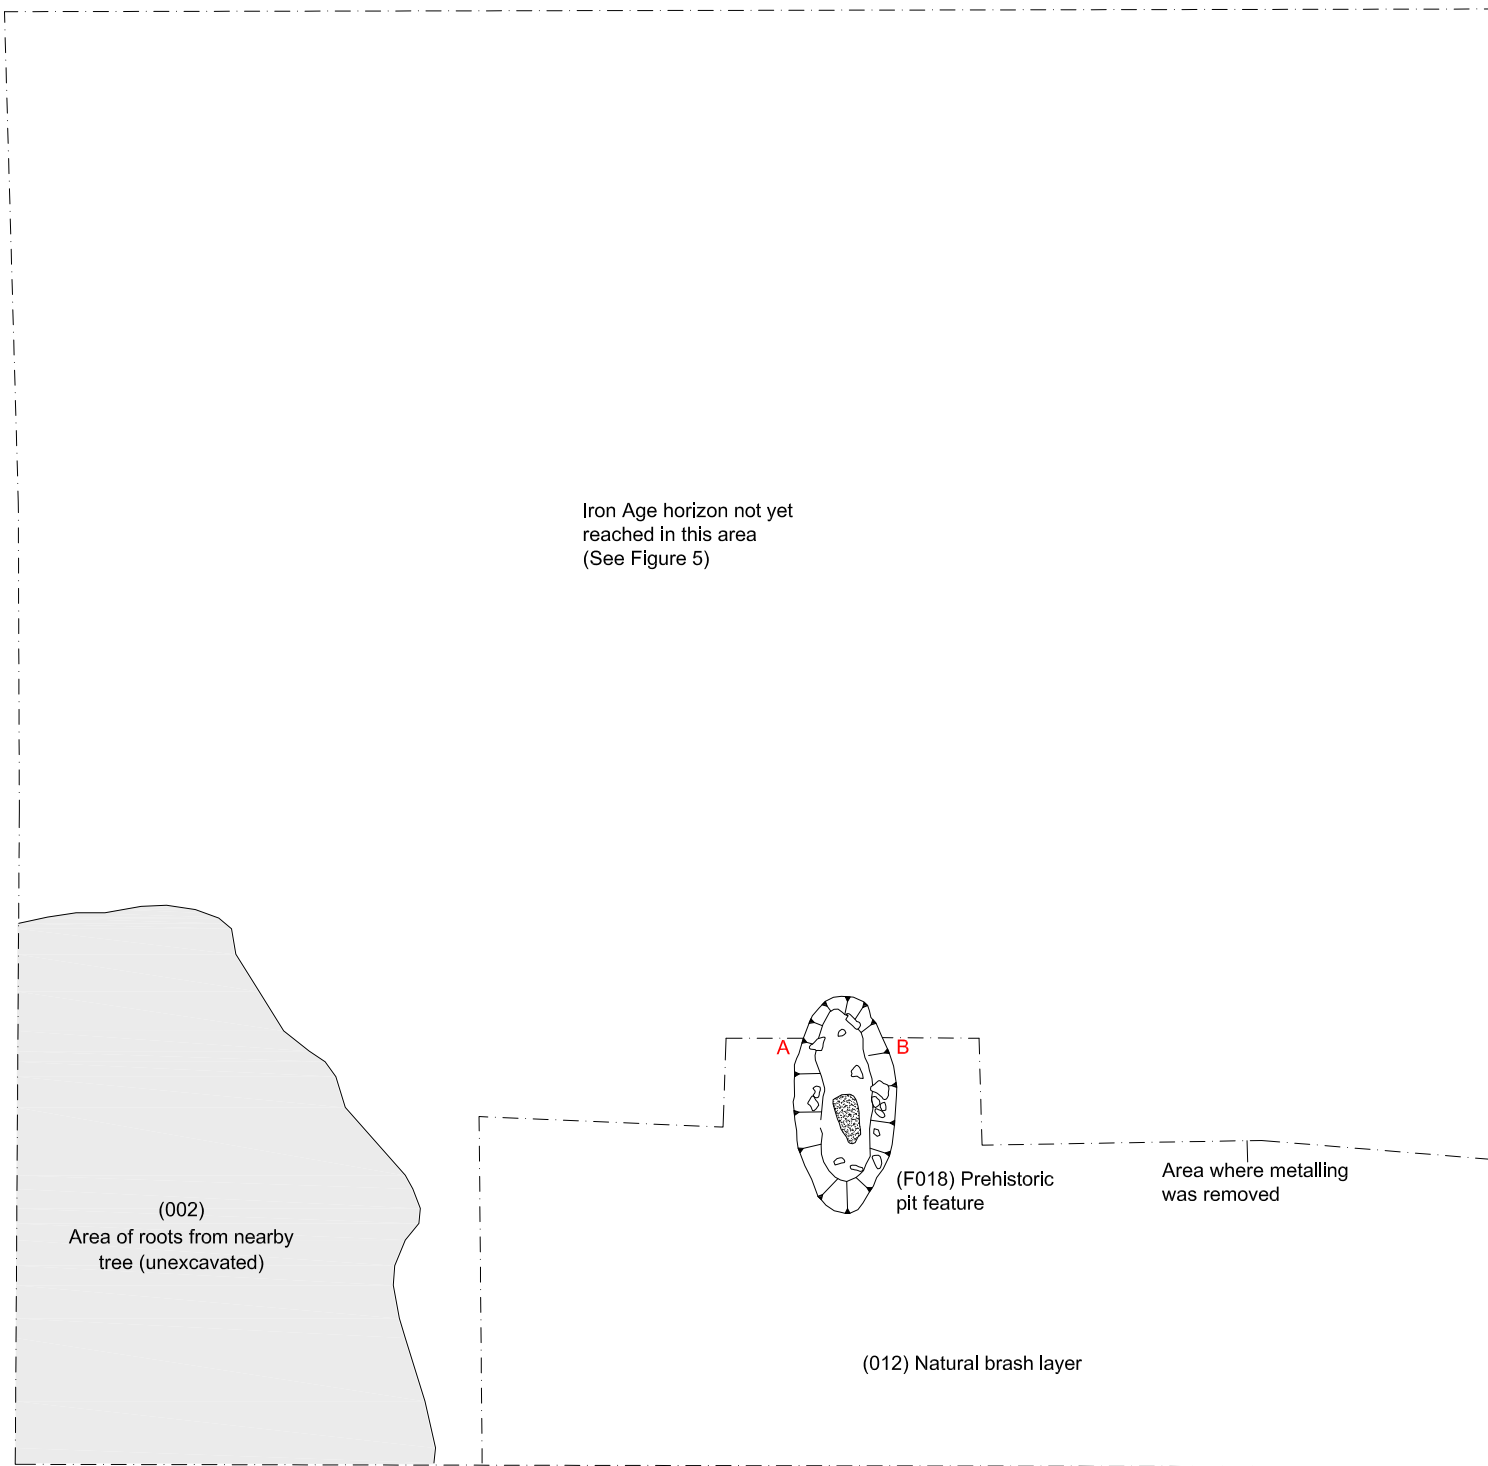 Iron Age horizon not yet
reached in this area
(See Figure 5)
A
B
(F018) Prehistoric
pit feature
Area where metalling
was removed
(002)
Area of roots from nearby
tree (unexcavated)
(012) Natural brash layer